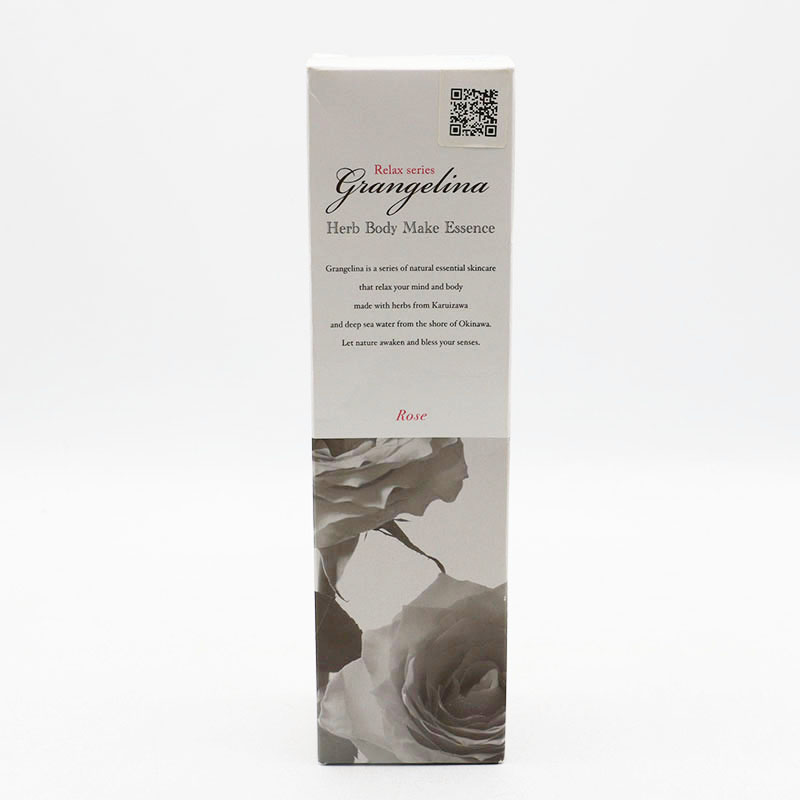 Relax series
Grangelina
Herb Body Make Essence
Grangelina is a series of natural essential skincare
that relax your mind and body
made with herbs from Karuizawa
and deep sea water from the shore of Okinawa.
Let nature awaken and bless your senses.
Rose